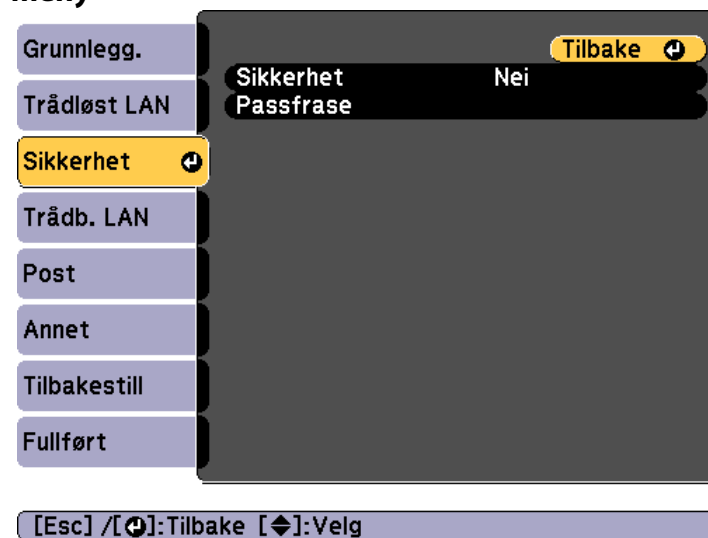 Grunnlegg.
Trådløst LAN
Sikkerhet
Trådb. LAN
Post
Annet
Tilbakestill
Fullført
Tilbake
Sikkerhet Nei
Passfrase
[Esc] /[]:Tilbake []:Velg